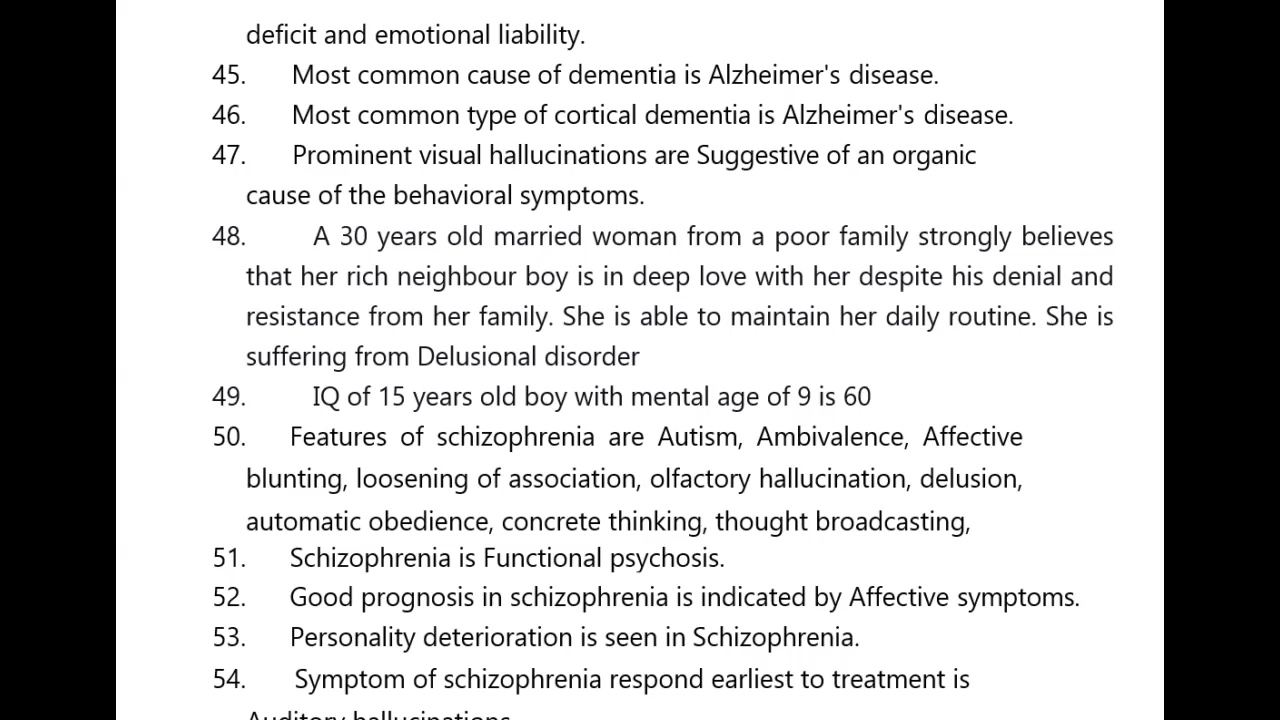 deficit and emotional liability.
45. Most common cause of dementia is Alzheimer's disease.
46. Most common type of cortical dementia is Alzheimer's disease.
47. Prominent visual hallucinations are Suggestive of an organic
cause of the behavioral symptoms.
48. A 30 years old married woman from a poor family strongly believes
that her rich neighbour boy is in deep love with her despite his denial and
resistance from her family. She is able to maintain her daily routine. She is
suffering from Delusional disorder
49. IQ of 15 years old boy with mental age of 9 is 60
50. Features of schizophrenia are Autism, Ambivalence, Affective
blunting, loosening of association, olfactory hallucination, delusion,
automatic obedience, concrete thinking, thought broadcasting,
51. Schizophrenia is Functional psychosis.
52. Good prognosis in schizophrenia is indicated by Affective symptoms.
53. Personality deterioration is seen in Schizophrenia.
54. Symptom of schizophrenia respond earliest to treatment is
Auditory hallucinations